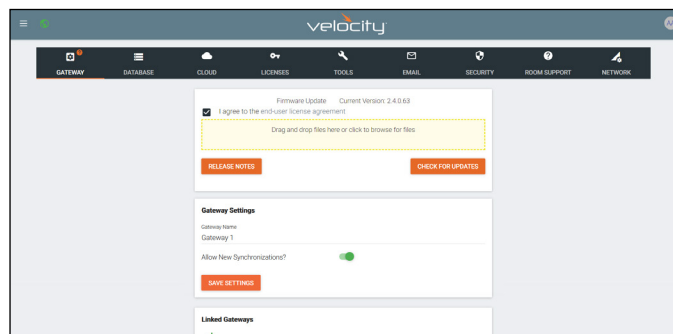 velocity
GATEWAY DATABASE CLOUD LICENSES TOOLS EMAIL SECURITY ROOM SUPPORT NETWORK
Firmware Update Current Version: 2.4.0.63
I agree to the end-user license agreement
Drag and drop files here or click to browse for files
RELEASE NOTES CHECK FOR UPDATES
Gateway Settings
Gateway Name
Gateway 1
Allow New Synchronizations?
SAVE SETTINGS
Linked Gateways